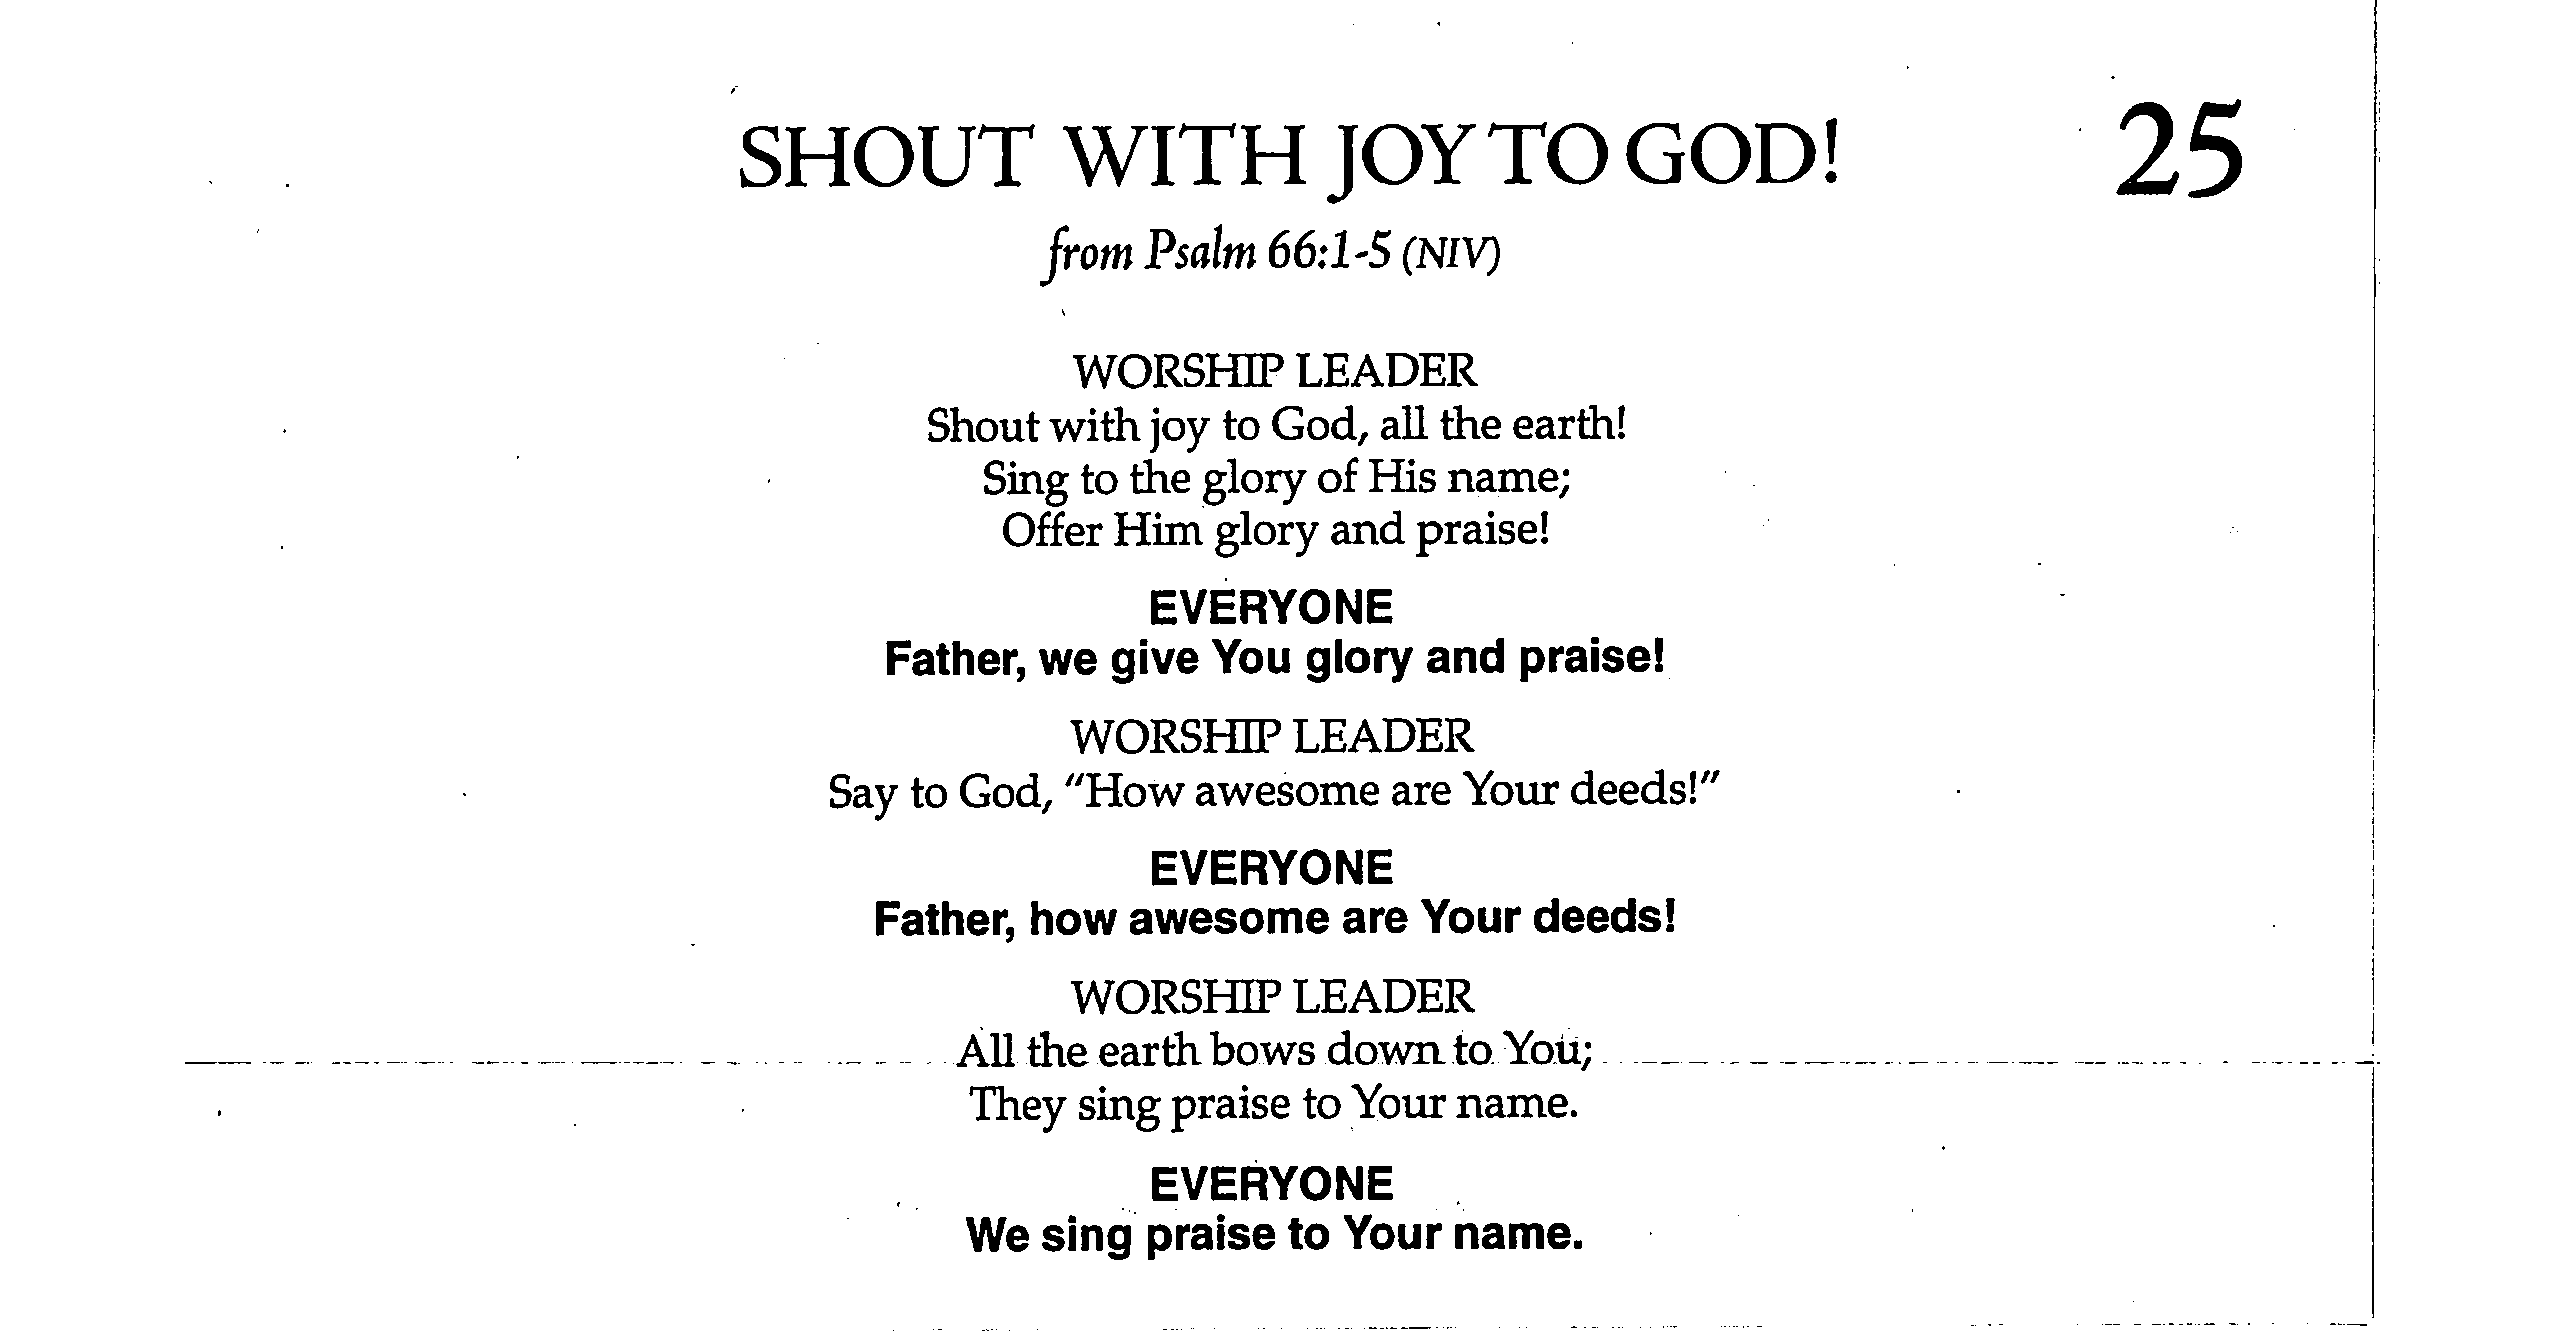 SHOUT WITH JOY TO GOD! 25
from Psalm 66:1-5 (NIV)
WORSHIP LEADER
Shout with joy to God, all the earth!
Sing to the glory of His name;
Offer Him glory and praise!
EVERYONE
Father, we give You glory and praise!
WORSHIP LEADER
Say to God, "How awesome are Your deeds!"
EVERYONE
Father, how awesome are Your deeds!
WORSHIP LEADER
All the earth bows down to You;
They sing praise to Your name.
EVERYONE
We sing praise to Your name.